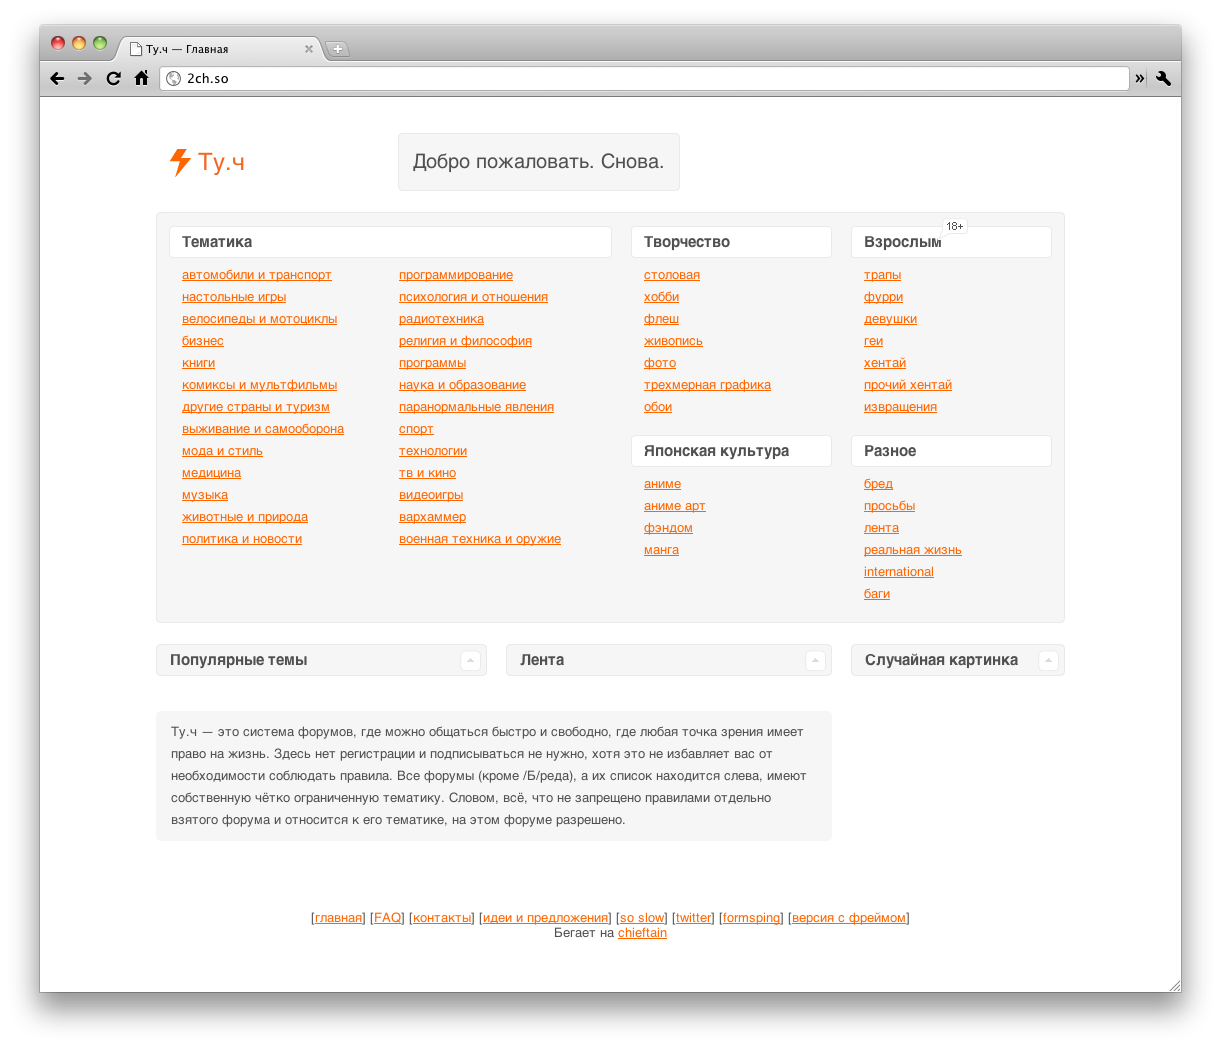 Ту.ч — Главная
2ch.so
»
Ту.ч
Добро пожаловать. Снова.
Тематика
автомобили и транспорт
настольные игры
велосипеды и мотоциклы
бизнес
книги
комиксы и мультфильмы
другие страны и туризм
выживание и самооборона
мода и стиль
медицина
музыка
животные и природа
политика и новости
программирование
психология и отношения
радиотехника
религия и философия
программы
наука и образование
паранормальные явления
спорт
технологии
тв и кино
видеоигры
вархаммер
военная техника и оружие
Творчество
столовая
хобби
флеш
живопись
фото
трехмерная графика
обои
Японская культура
аниме
аниме арт
фэндом
манга
Взрослым
18+
трапы
фурри
девушки
геи
хентай
прочий хентай
извращения
Разное
бред
просьбы
лента
реальная жизнь
international
баги
Популярные темы
Лента
Случайная картинка
Ту.ч — это система форумов, где можно общаться быстро и свободно, где любая точка зрения имеет
право на жизнь. Здесь нет регистрации и подписываться не нужно, хотя это не избавляет вас от
необходимости соблюдать правила. Все форумы (кроме /Б/реда), а их список находится слева, имеют
собственную чётко ограниченную тематику. Словом, всё, что не запрещено правилами отдельно
взятого форума и относится к его тематике, на этом форуме разрешено.
[главная] [FAQ] [контакты] [идеи и предложения] [so slow] [twitter] [formsping] [версия с фреймом]
Бегает на chieftain